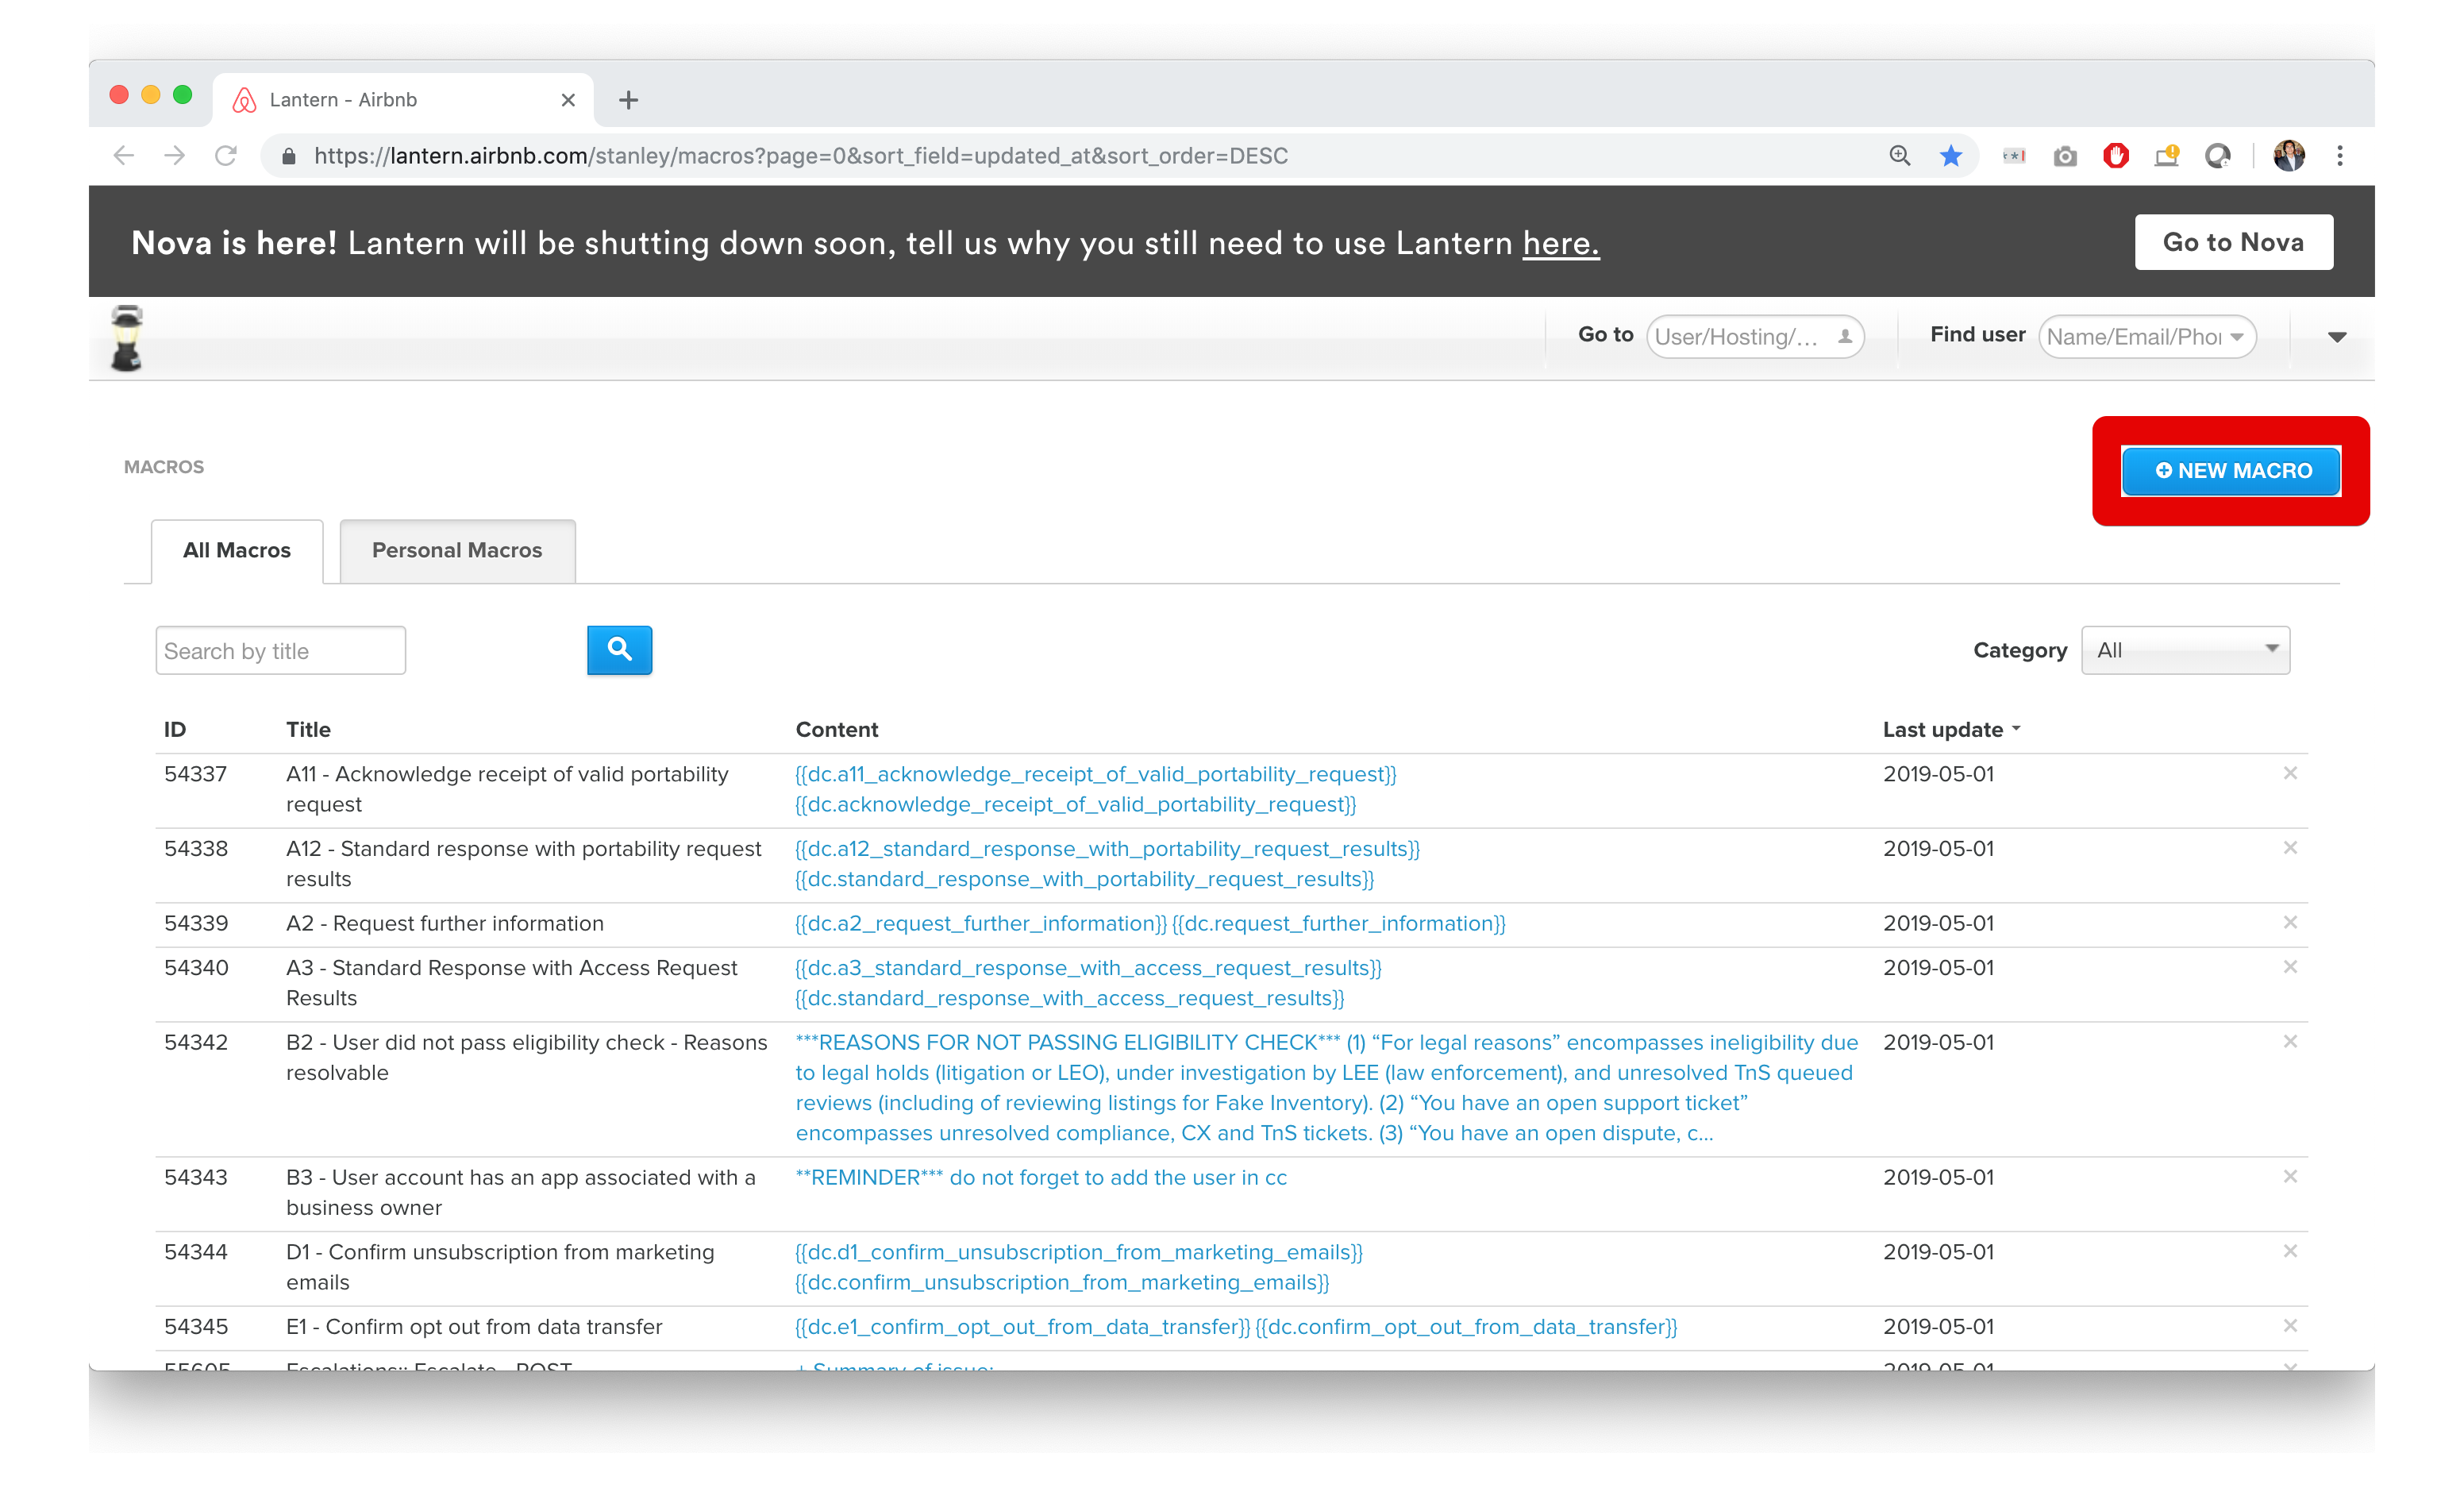 Lantern - Airbnb
https://lantern.airbnb.com/stanley/macros?page=0&sort_field=updated_at&sort_order=DESC
Nova is here! Lantern will be shutting down soon, tell us why you still need to use Lantern here.
Go to Nova
Go to
User/Hosting/...
Find user
Name/Email/Pho
MACROS
NEW MACRO
All Macros
Personal Macros
Search by title
Category
All
ID Title Content Last update
54337 A11 - Acknowledge receipt of valid portability {{dc.a11_acknowledge_receipt_of_valid_portability_request}} 2019-05-01
request {{dc.acknowledge_receipt_of_valid_portability_request}}
54338 A12 - Standard response with portability request {{dc.a12_standard_response_with_portability_request_results}} 2019-05-01
results {{dc.standard_response_with_portability_request_results}}
54339 A2 - Request further information {{dc.a2_request_further_information}} {{dc.request_further_information}} 2019-05-01
54340 A3 - Standard Response with Access Request {{dc.a3_standard_response_with_access_request_results}} 2019-05-01
Results {{dc.standard_response_with_access_request_results}}
54342 B2 - User did not pass eligibility check - Reasons ***REASONS FOR NOT PASSING ELIGIBILITY CHECK*** (1) “For legal reasons” encompasses ineligibility due 2019-05-01
resolvable to legal holds (litigation or LEO), under investigation by LEE (law enforcement), and unresolved TnS queued
reviews (including of reviewing listings for Fake Inventory). (2) “You have an open support ticket”
encompasses unresolved compliance, CX and TnS tickets. (3) “You have an open dispute, c...
54343 B3 - User account has an app associated with a **REMINDER*** do not forget to add the user in cc 2019-05-01
business owner
54344 D1 - Confirm unsubscription from marketing {{dc.d1_confirm_unsubscription_from_marketing_emails}} 2019-05-01
emails {{dc.confirm_unsubscription_from_marketing_emails}}
54345 E1 - Confirm opt out from data transfer {{dc.e1_confirm_opt_out_from_data_transfer}} {{dc.confirm_opt_out_from_data_transfer}} 2019-05-01
55605 Escalations:: Escalate - POST + Summary of issue: 2019-05-01